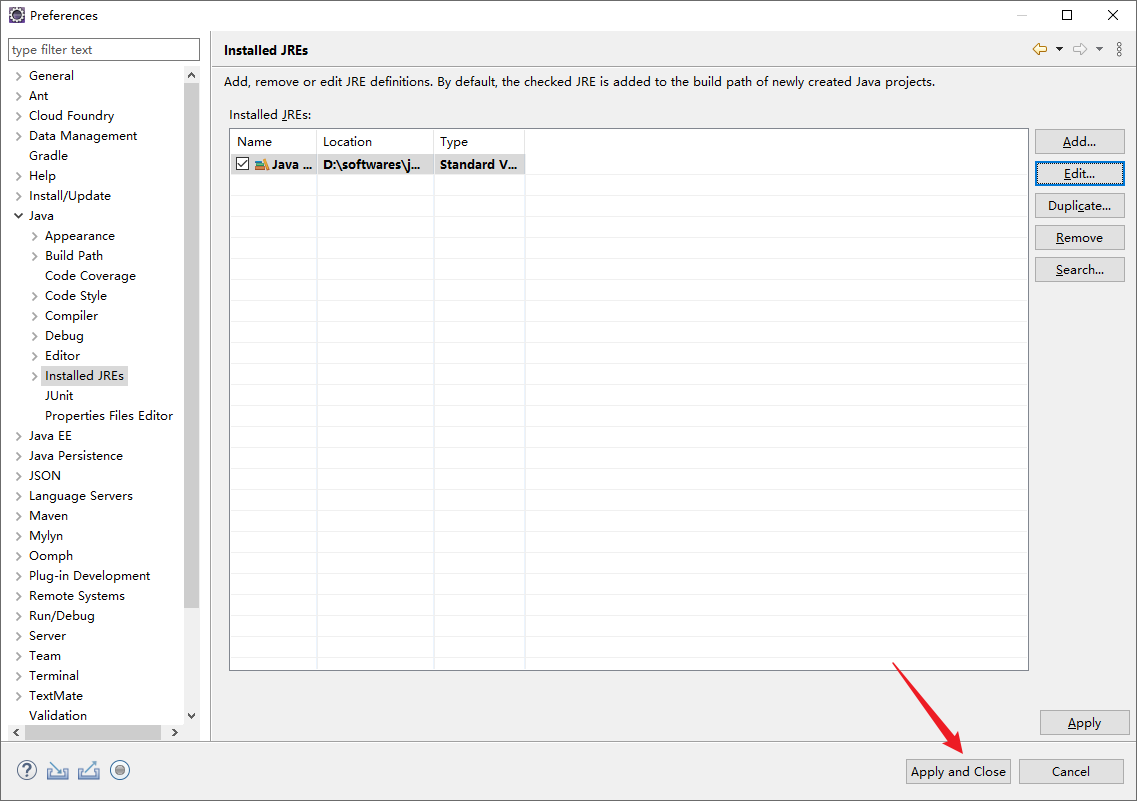 Preferences
type filter text
General
Ant
Cloud Foundry
Data Management
Gradle
Help
Install/Update
Java
Appearance
Build Path
Code Coverage
Code Style
Compiler
Debug
Editor
Installed JREs
JUnit
Properties Files Editor
Java EE
Java Persistence
JSON
Language Servers
Maven
Mylyn
Oomph
Plug-in Development
Remote Systems
Run/Debug
Server
Team
Terminal
TextMate
Validation
Installed JREs
Add, remove or edit JRE definitions. By default, the checked JRE is added to the build path of newly created Java projects.
Installed JREs:
Name Location Type
Java ... D:\softwares\j... Standard V...
Add...
Edit...
Duplicate...
Remove
Search...
Apply
Apply and Close
Cancel